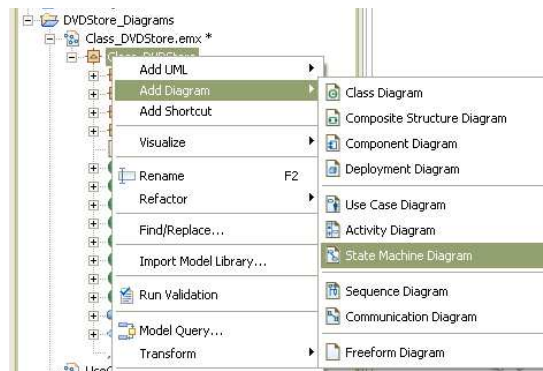 DVDStore_Diagrams
Class_DVDStore.emx *
Class_DVDStore
Add UML
Add Diagram
Add Shortcut
Visualize
Rename F2
Refactor
Find/Replace...
Import Model Library...
Run Validation
Model Query...
Transform
Class Diagram
Composite Structure Diagram
Component Diagram
Deployment Diagram
Use Case Diagram
Activity Diagram
State Machine Diagram
Sequence Diagram
Communication Diagram
Freeform Diagram